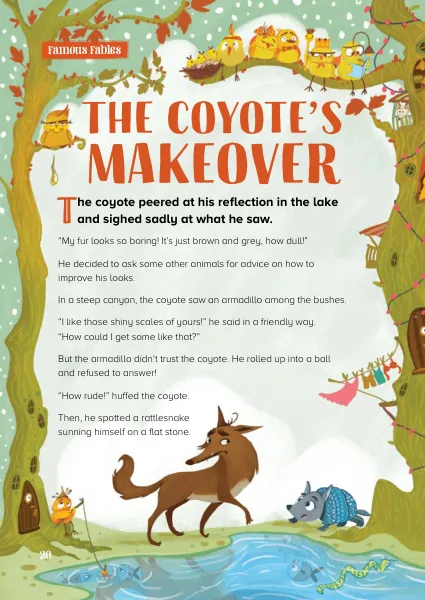 Famous Fables
THE COYOTE'S
MAKEOVER
The coyote peered at his reflection in the lake
and sighed sadly at what he saw.
“My fur looks so boring! It’s just brown and grey, how dull!”
He decided to ask some other animals for advice on how to
improve his looks.
In a steep canyon, the coyote saw an armadillo among the bushes.
“I like those shiny scales of yours!” he said in a friendly way.
“How could I get some like that?”
But the armadillo didn’t trust the coyote. He rolled up into a ball
and refused to answer!
“How rude!” huffed the coyote.
Then, he spotted a rattlesnake
sunning himself on a flat stone.
20